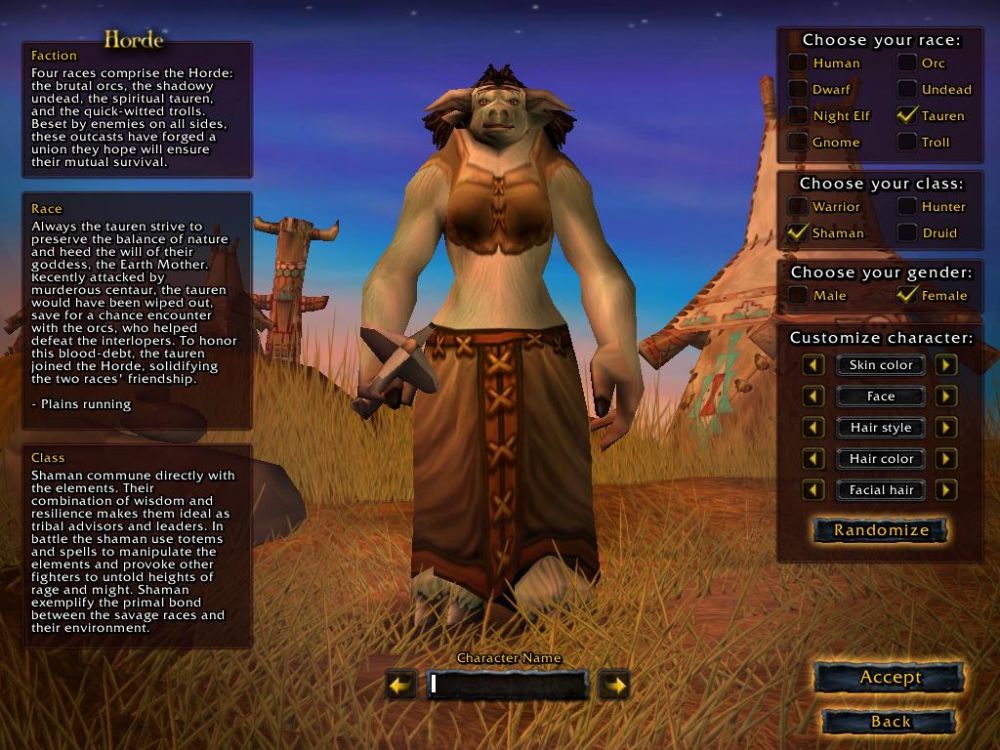 Horde
Faction
Four races comprise the Horde:
the brutal orcs, the shadowy
undead, the spiritual tauren,
and the quick-witted trolls.
Beset by enemies on all sides,
these outcasts have forged a
union they hope will ensure
their mutual survival.
Race
Always the tauren strive to
preserve the balance of nature
and heed the will of their
goddess, the Earth Mother.
Recently attacked by
murderous centaur, the tauren
would have been wiped out,
save for a chance encounter
with the orcs, who helped
defeat the interlopers. To honor
this blood-debt, the tauren
joined the Horde, solidifying
the two races' friendship.
- Plains running
Class
Shaman commune directly with
the elements. Their
combination of wisdom and
resilience makes them ideal as
tribal advisors and leaders. In
battle the shaman use totems
and spells to manipulate the
elements and provoke other
fighters to untold heights of
rage and might. Shaman
exemplify the primal bond
between the savage races and
their environment.
Character Name
Choose your race:
Human Orc
Dwarf Undead
Night Elf Tauren
Gnome Troll
Choose your class:
Warrior Hunter
Shaman Druid
Choose your gender:
Male Female
Customize character:
Skin color
Face
Hair style
Hair color
Facial hair
Randomize
Accept
Back